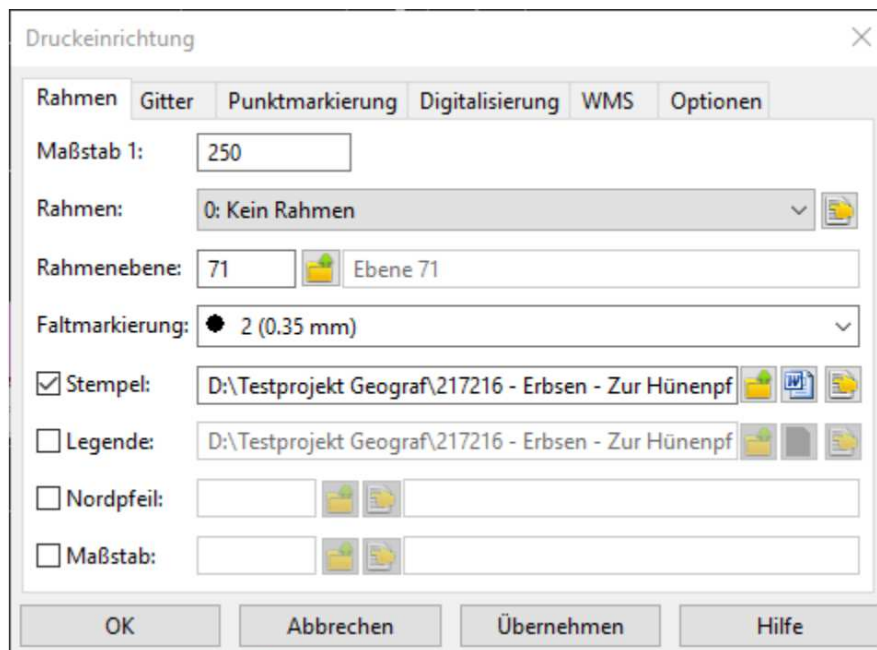 Druckeinrichtung
Rahmen Gitter Punktmarkierung Digitalisierung WMS Optionen
Maßstab 1: 250
Rahmen: 0: Kein Rahmen
Rahmenebene: 71 Ebene 71
Faltmarkierung: 2 (0.35 mm)
Stempel: D:\Testprojekt Geograf\217216 - Erbsen - Zur Hünenpf
Legende: D:\Testprojekt Geograf\217216 - Erbsen - Zur Hünenpf
Nordpfeil:
Maßstab:
OK Abbrechen Übernehmen Hilfe